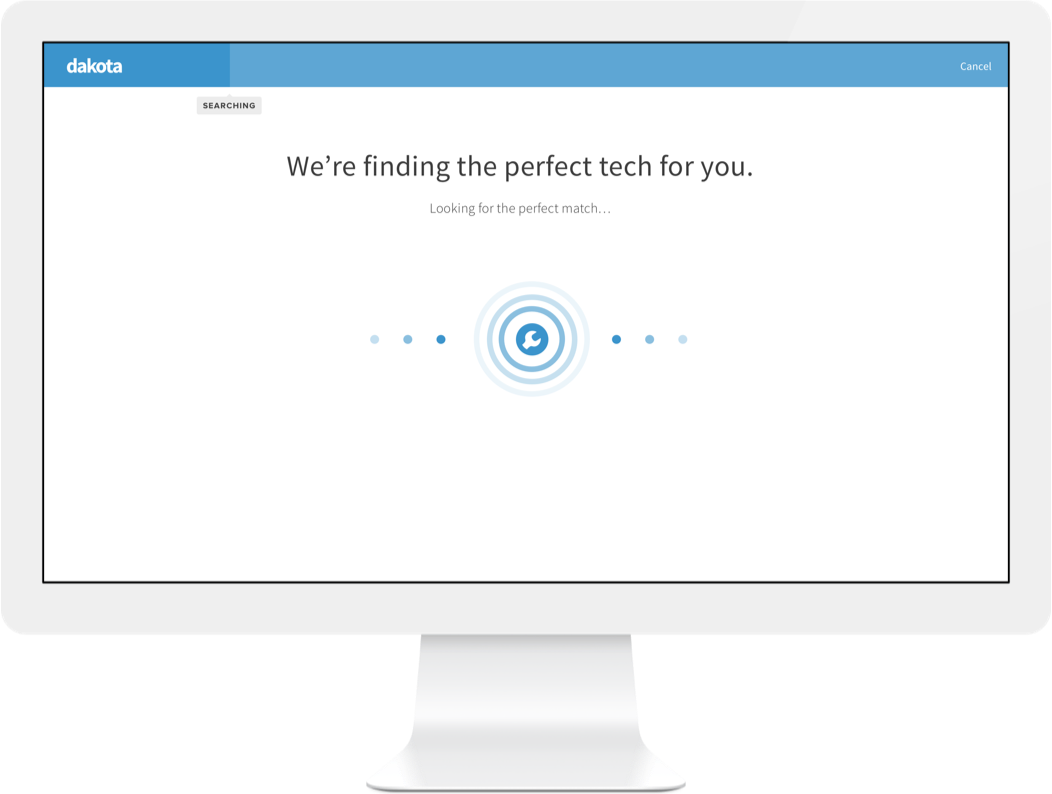 dakota
Cancel
SEARCHING
We’re finding the perfect tech for you.
Looking for the perfect match…